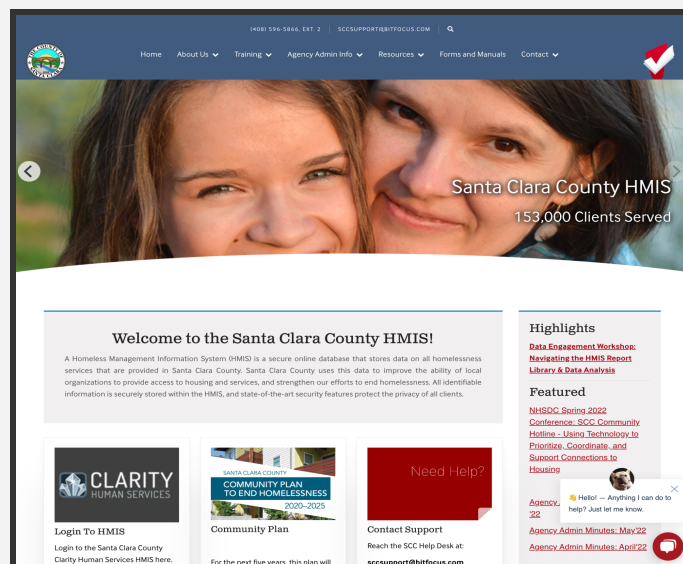 (408) 596-5866, EXT. 2
SCCSUPPORT@BITFOCUS.COM
THE COUNTY OF
SANTA CLARA
Home
About Us
Training
Agency Admin Info
Resources
Forms and Manuals
Contact
Santa Clara County HMIS
153,000 Clients Served
Welcome to the Santa Clara County HMIS!
A Homeless Management Information System (HMIS) is a secure online database that stores data on all homelessness
services that are provided in Santa Clara County. Santa Clara County uses this data to improve the ability of local
organizations to provide access to housing and services, and strengthen our efforts to end homelessness. All identifiable
information is securely stored within the HMIS, and state-of-the-art security features protect the privacy of all clients.
CLARITY
HUMAN SERVICES
Login To HMIS
Login to the Santa Clara County
Clarity Human Services HMIS here.
SANTA CLARA COUNTY
COMMUNITY PLAN
TO END HOMELESSNESS
2020–2025
Community Plan
For the next five years, this plan will
Need Help?
Contact Support
Reach the SCC Help Desk at:
sccsupport@bitfocus.com
Highlights
Data Engagement Workshop:
Navigating the HMIS Report
Library & Data Analysis
Featured
NHSDC Spring 2022
Conference: SCC Community
Hotline - Using Technology to
Prioritize, Coordinate, and
Support Connections to
Housing
Agency
'22
Agency Admin Minutes: May'22
Agency Admin Minutes: April'22
👋 Hello! — Anything I can do to
help? Just let me know.